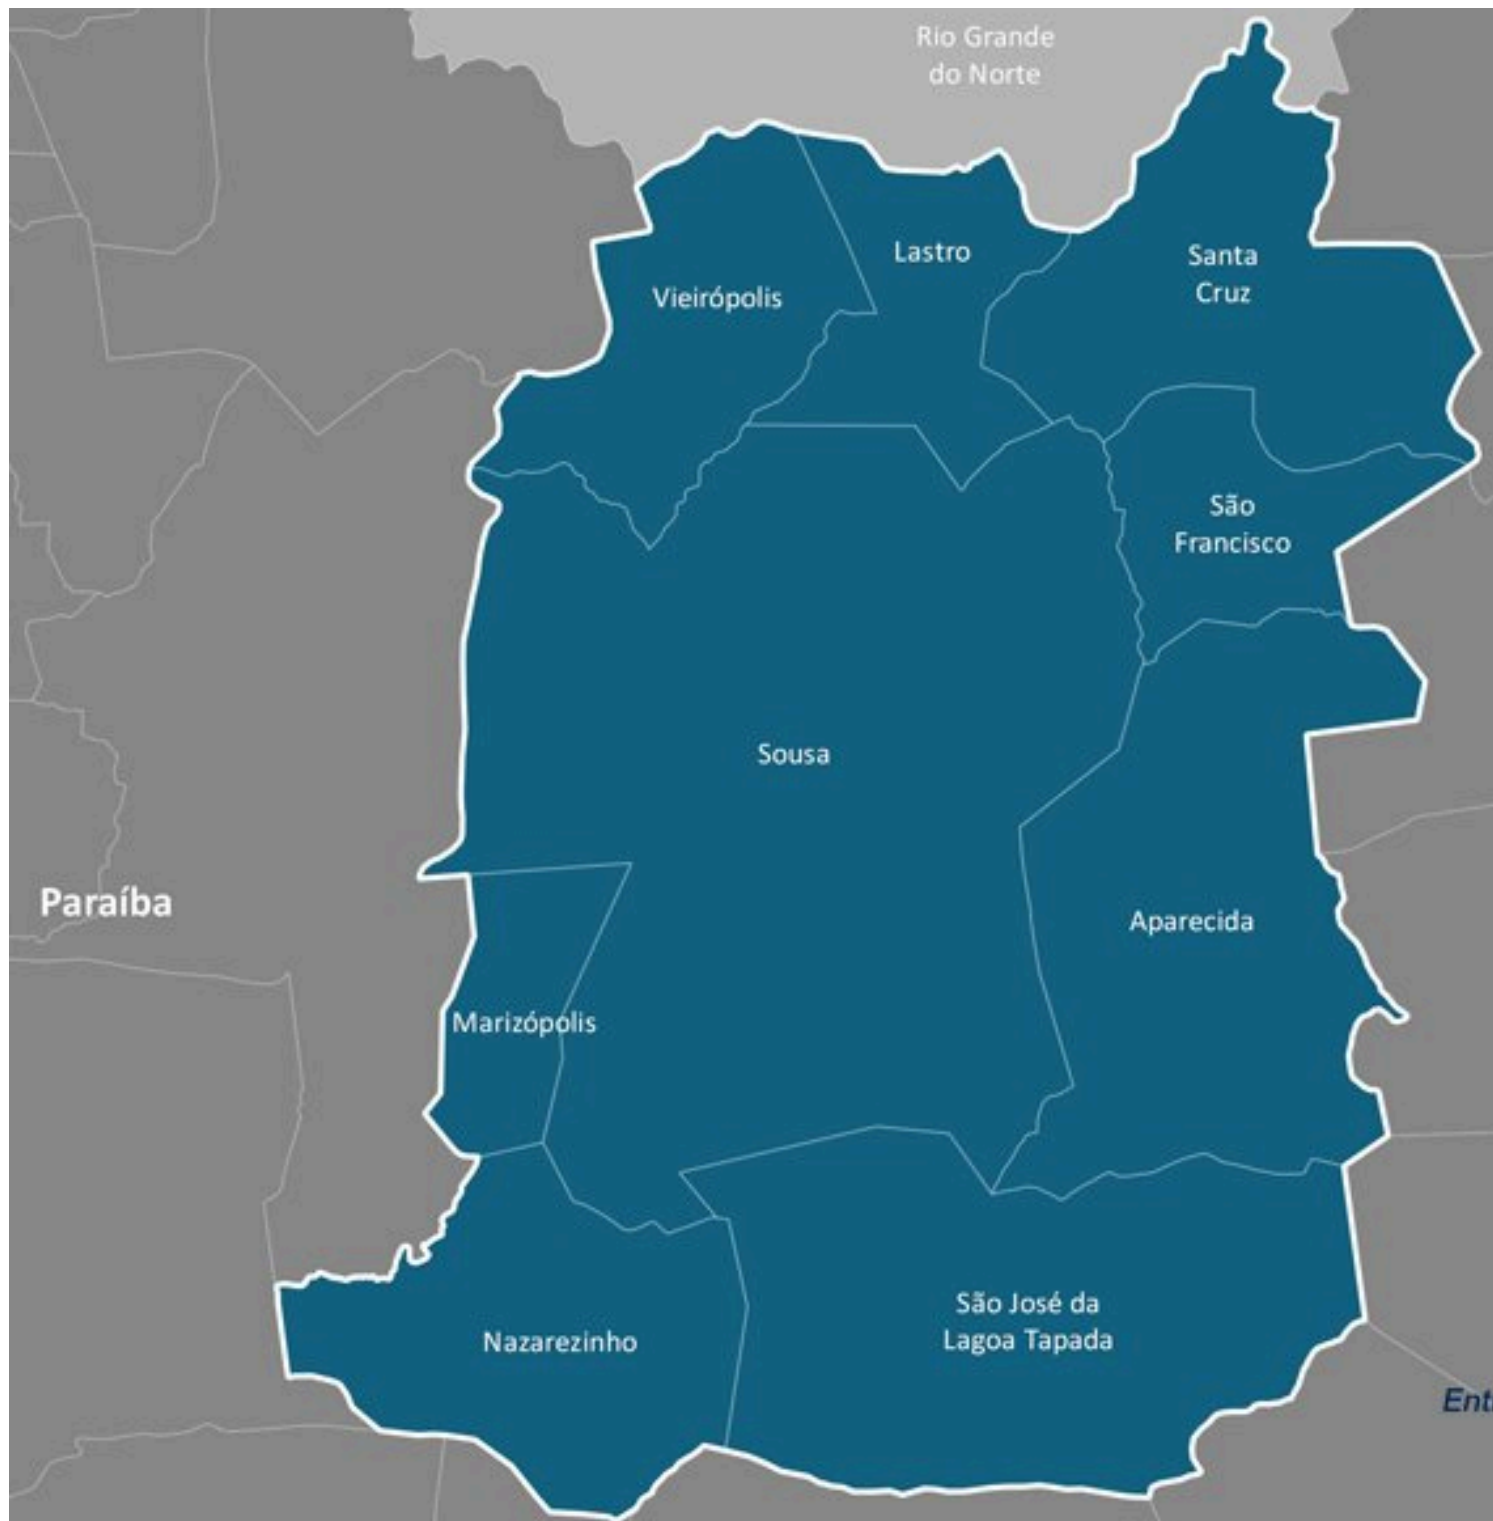 Rio Grande
do Norte
Lastro
Santa
Cruz
Vieirópolis
São
Francisco
Sousa
Paraíba
Aparecida
Marizópolis
São José da
Lagoa Tapada
Nazarezinho
Ent